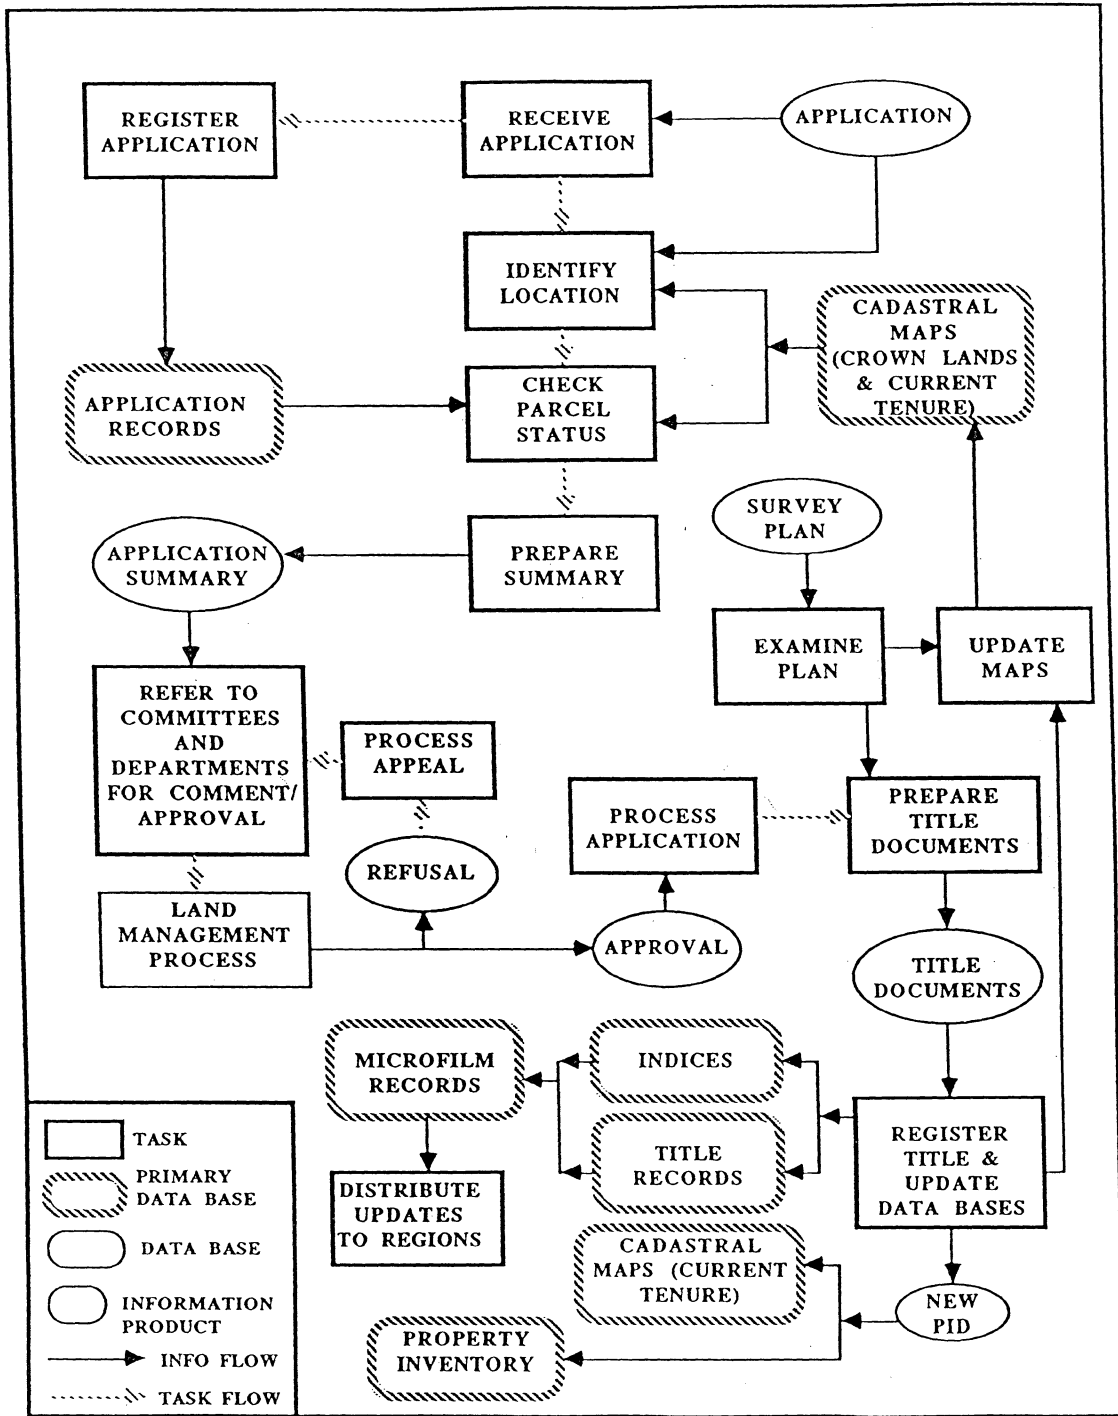 REGISTER
APPLICATION
RECEIVE
APPLICATION
APPLICATION
IDENTIFY
LOCATION
CADASTRAL
MAPS
(CROWN LANDS
& CURRENT
TENURE)
APPLICATION
RECORDS
CHECK
PARCEL
STATUS
SURVEY
PLAN
APPLICATION
SUMMARY
PREPARE
SUMMARY
EXAMINE
PLAN
UPDATE
MAPS
REFER TO
COMMITTEES
AND
DEPARTMENTS
FOR COMMENT/
APPROVAL
PROCESS
APPEAL
PROCESS
APPLICATION
PREPARE
TITLE
DOCUMENTS
REFUSAL
LAND
MANAGEMENT
PROCESS
APPROVAL
TITLE
DOCUMENTS
MICROFILM
RECORDS
INDICES
TITLE
RECORDS
REGISTER
TITLE &
UPDATE
DATA BASES
DISTRIBUTE
UPDATES
TO REGIONS
CADASTRAL
MAPS (CURRENT
TENURE)
NEW
PID
PROPERTY
INVENTORY
TASK
PRIMARY
DATA BASE
DATA BASE
INFORMATION
PRODUCT
INFO FLOW
TASK FLOW